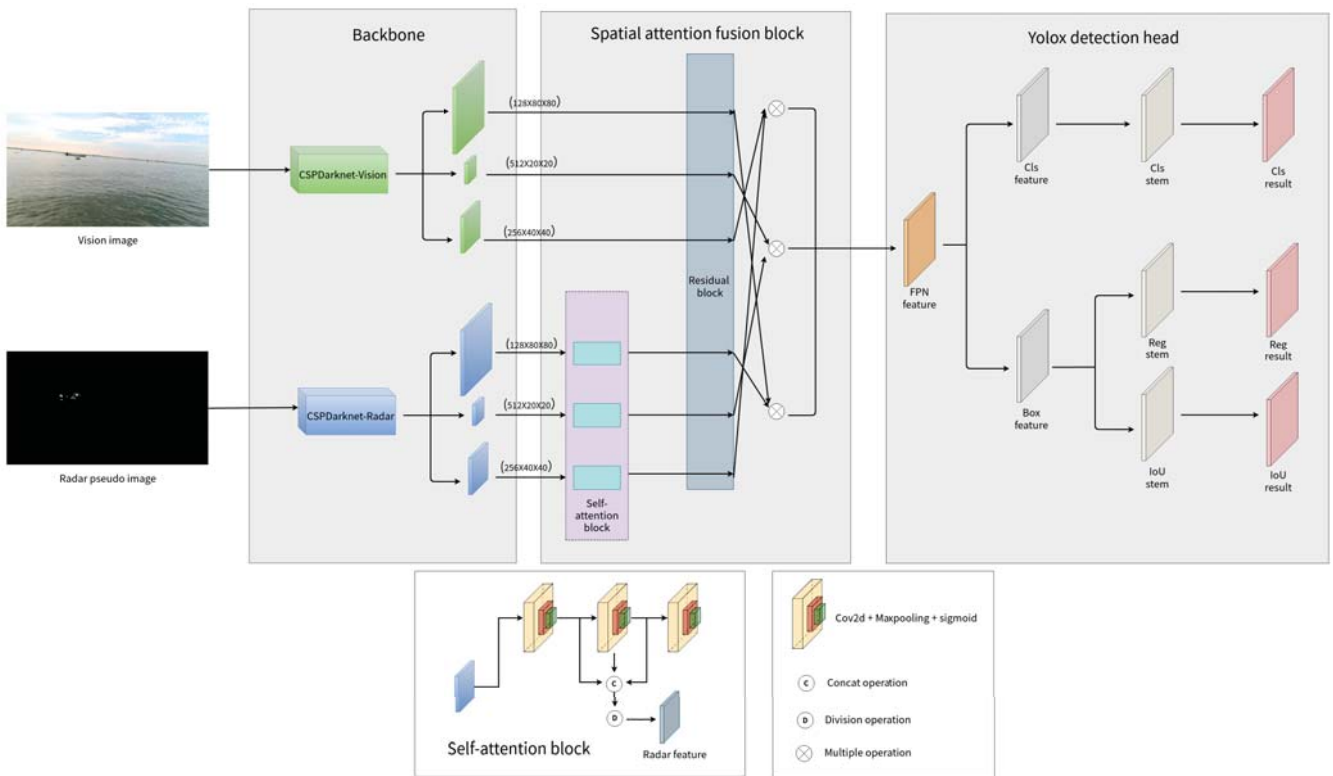 Backbone
Spatial attention fusion block
Yolox detection head
Vision image
CSPDarknet-Vision
(128X80X80)
(512X20X20)
(256X40X40)
Residual
block
Radar pseudo image
CSPDarknet-Radar
(128X80X80)
(512X20X20)
(256X40X40)
Self-
attention
block
FPN
feature
Cls
feature
Cls
stem
Cls
result
Box
feature
Reg
stem
Reg
result
IoU
stem
IoU
result
C
D
Self-attention block
Radar feature
Cov2d + Maxpooling + sigmoid
C
Concat operation
D
Division operation
Multiple operation